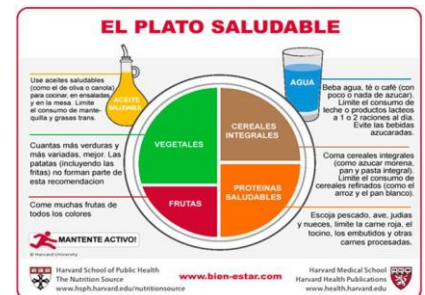 EL PLATO SALUDABLE
Use aceites saludables
(como el de oliva o canola)
para cocinar, en ensaladas
y en la mesa. Limite
el consumo de mante-
quilla y grasas trans.
ACEITE
SALUDABLE
AGUA
Beba agua, té o café (con
poco o nada de azucar).
Limite el consumo de
leche o productos lacteos
a 1 o 2 raciones al día.
Evite las bebidas
azucaradas.
VEGETALES
CEREALES
INTEGRALES
Cuantas más verduras y
más variadas, mejor. Las
patatas (incluyendo las
fritas) no forman parte de
esta recomendacion
Coma cereales integrales
(como azucar morena,
pan y pasta integral).
Limite el consumo de
cereales refinados (como el
arroz y el pan blanco).
FRUTAS
PROTEINAS
SALUDABLES
Come muchas frutas de
todos los colores
Escoja pescado, ave, judias
y nueces, limite la carne roja, el
tocino, los embutidos y otras
carnes procesadas.
MANTENTE ACTIVO!
© Harvard University
Harvard School of Public Health
The Nutrition Source
www.hsph.harvard.edu/nutritionsource
www.bien-estar.com
Harvard Medical School
Harvard Health Publications
www.health.harvard.edu